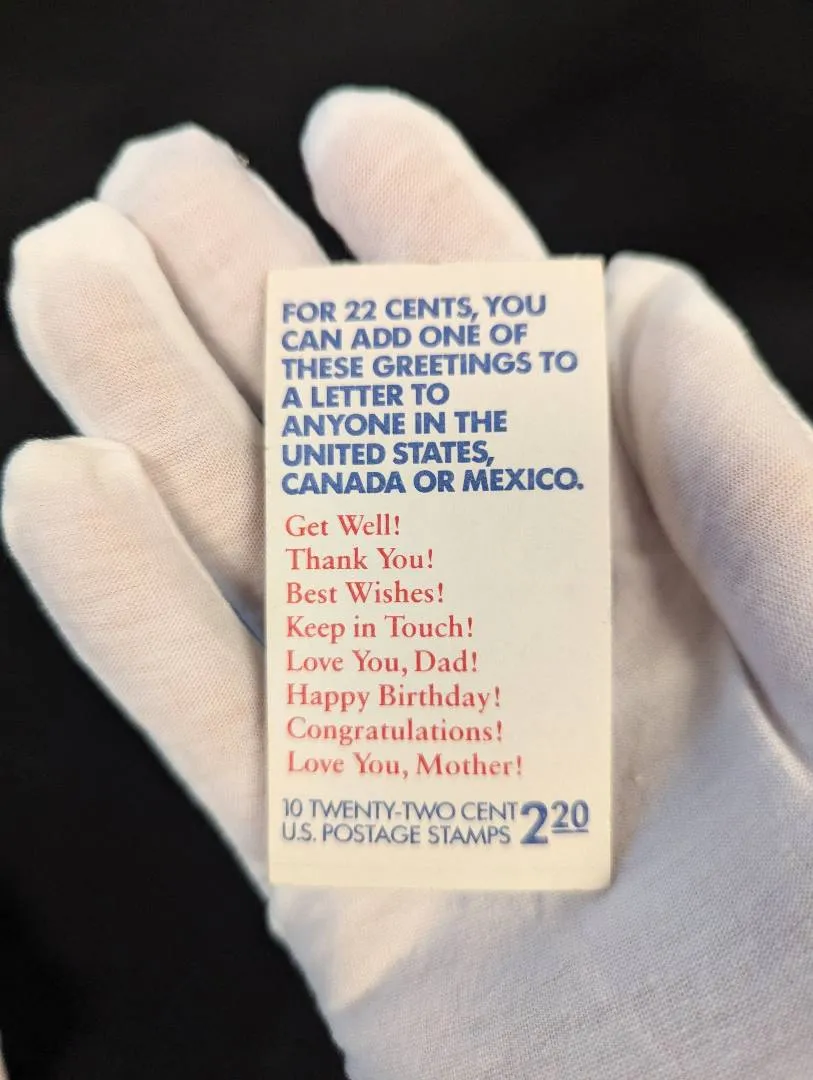 FOR 22 CENTS, YOU
CAN ADD ONE OF
THESE GREETINGS TO
A LETTER TO
ANYONE IN THE
UNITED STATES,
CANADA OR MEXICO.
Get Well!
Thank You!
Best Wishes!
Keep in Touch!
Love You, Dad!
Happy Birthday!
Congratulations!
Love You, Mother!
10 TWENTY-TWO CENT
U.S. POSTAGE STAMPS 2 20